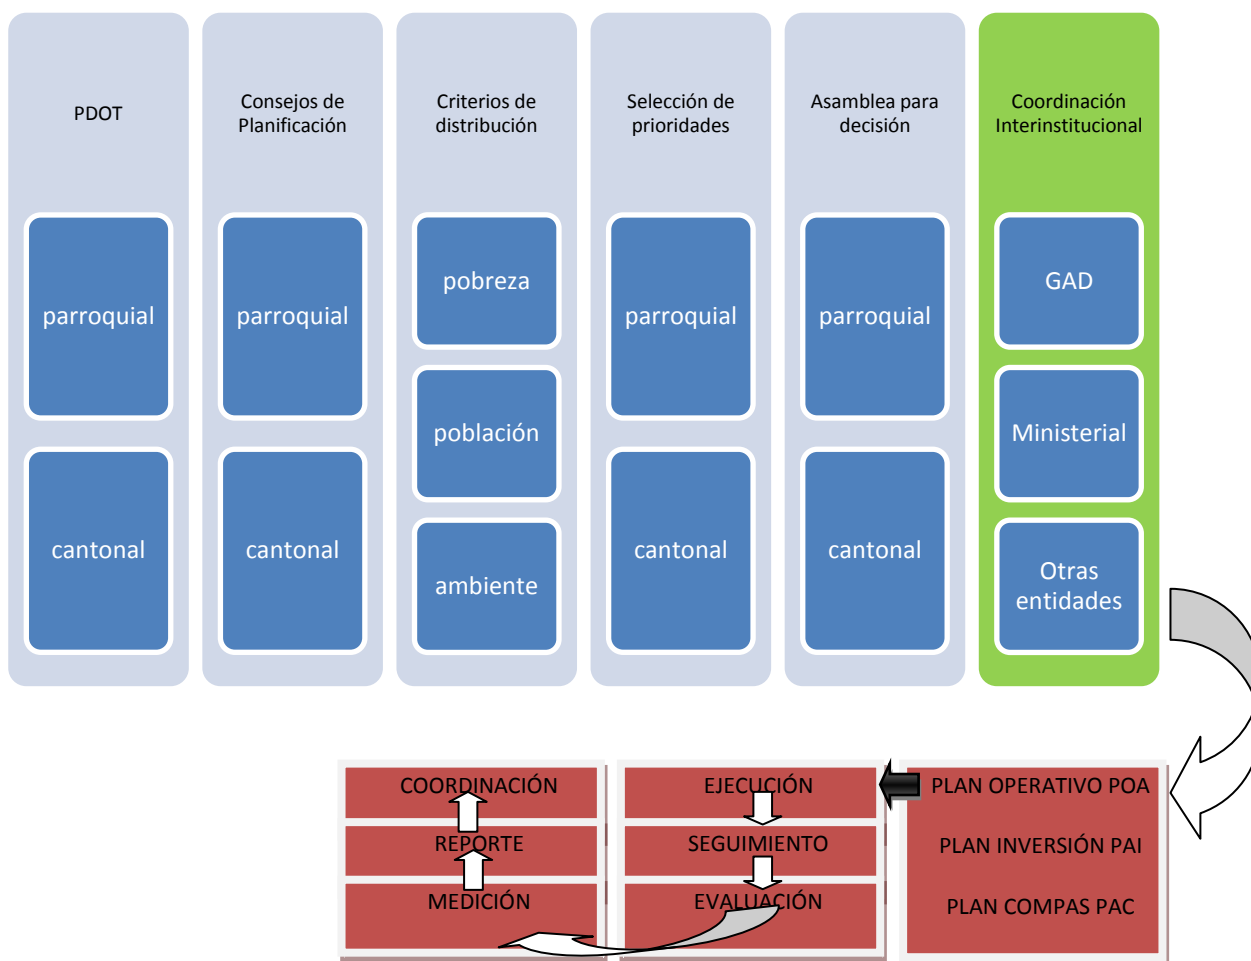 PDOT
parroquial
cantonal
Consejos de
Planificación
parroquial
cantonal
Criterios de
distribución
pobreza
población
ambiente
Selección de
prioridades
parroquial
cantonal
Asamblea para
decisión
parroquial
cantonal
Coordinación
Interinstitucional
GAD
Ministerial
Otras
entidades
PLAN OPERATIVO POA
PLAN INVERSIÓN PAI
PLAN COMPAS PAC
EJECUCIÓN
SEGUIMIENTO
EVALUACIÓN
COORDINACIÓN
REPORTE
MEDICIÓN